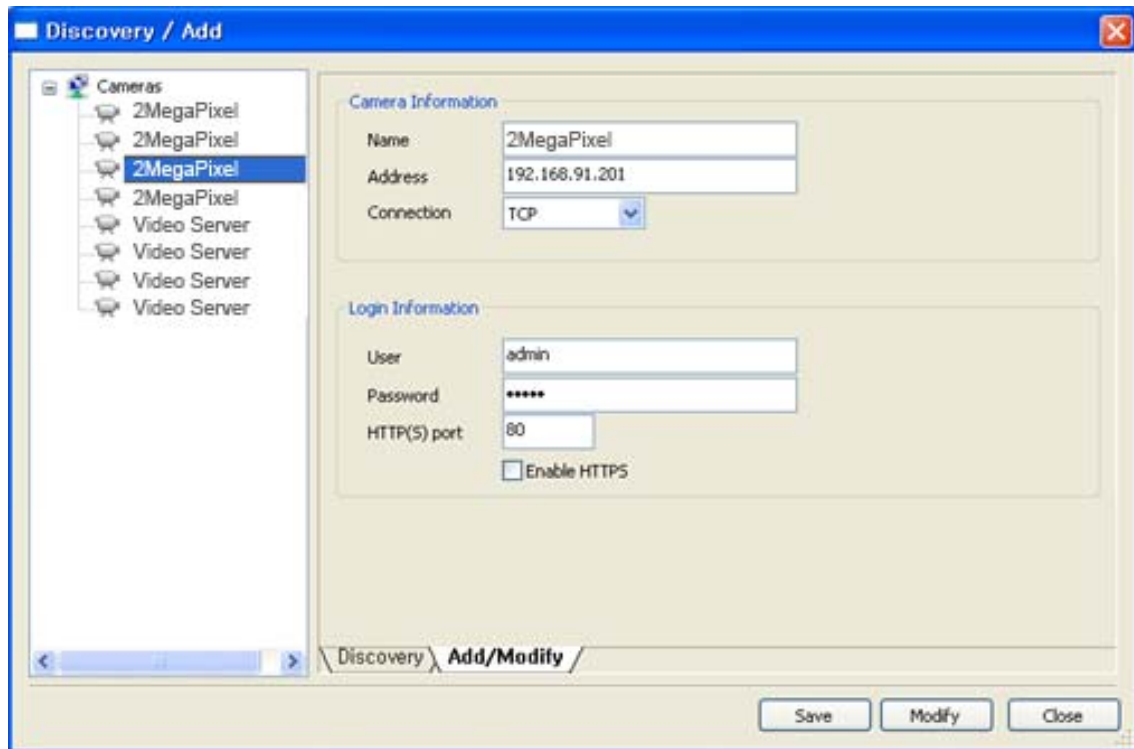 Discovery / Add
Cameras
2MegaPixel
2MegaPixel
2MegaPixel
2MegaPixel
Video Server
Video Server
Video Server
Video Server
Camera Information
Name 2MegaPixel
Address 192.168.91.201
Connection TCP
Login Information
User admin
Password •••••
HTTP(S) port 80
Enable HTTPS
Discovery Add/Modify
Save Modify Close